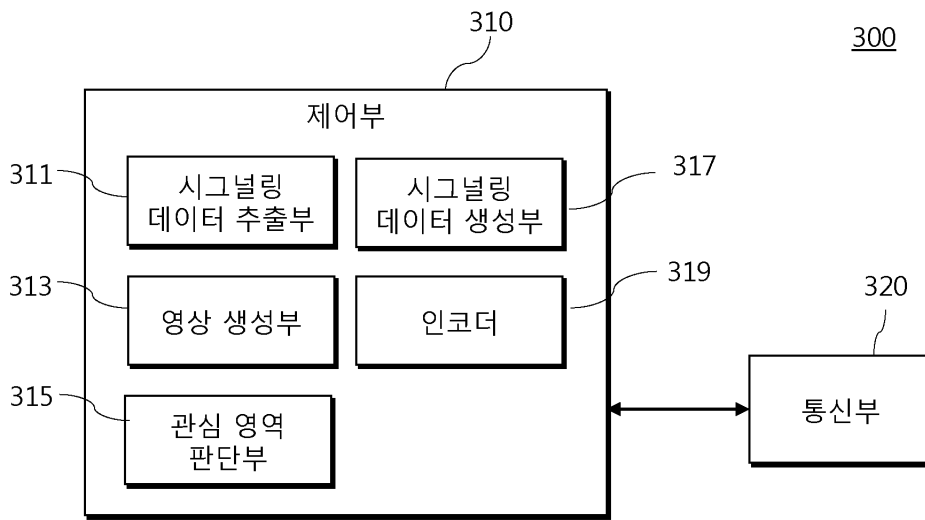 310
300
제어부
311
시그널링
데이터 추출부
시그널링
데이터 생성부
317
313
영상 생성부
인코더
319
320
315
관심 영역
판단부
통신부